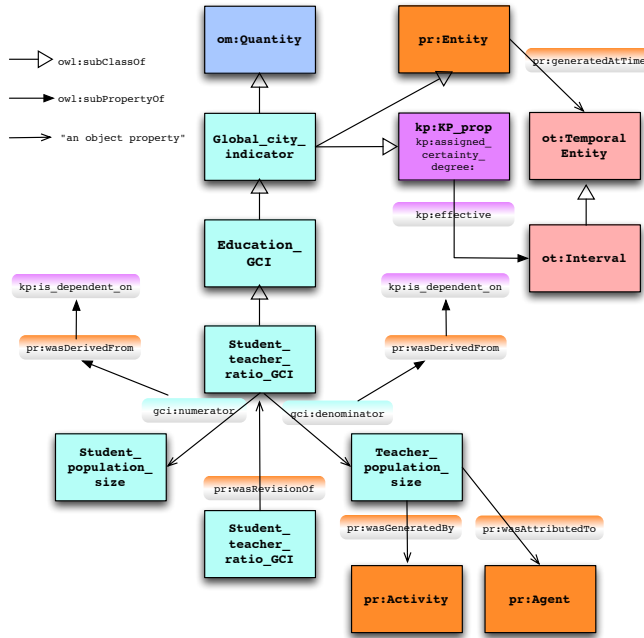 om:Quantity
pr:Entity
owl:subClassOf
pr:generatedAtTime
owl:subPropertyOf
"an object property"
Global_city_
indicator
kp:KP_prop
kp:assigned_
certainty_
degree:
ot:Temporal
Entity
kp:effective
Education_
GCI
ot:Interval
kp:is_dependent_on
kp:is_dependent_on
pr:wasDerivedFrom
Student_
teacher_
ratio_GCI
pr:wasDerivedFrom
gci:numerator
gci:denominator
Student_
population_
size
Teacher_
population_
size
pr:wasRevisionOf
Student_
teacher_
ratio_GCI
pr:wasGeneratedBy
pr:wasAttributedTo
pr:Activity
pr:Agent